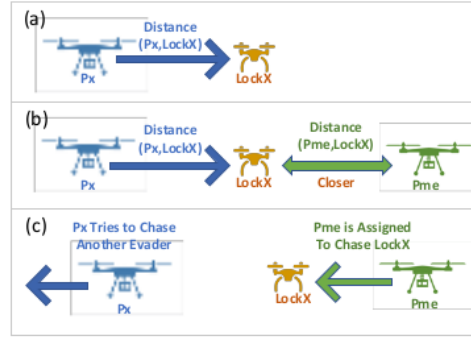 (a)
Distance
(Px,LockX)
Px
LockX
(b)
Distance
(Px,LockX)
Distance
(Pme,LockX)
Px
LockX
Closer
Pme
(c)
Px Tries to Chase
Another Evader
Pme is Assigned
To Chase LockX
Px
LockX
Pme